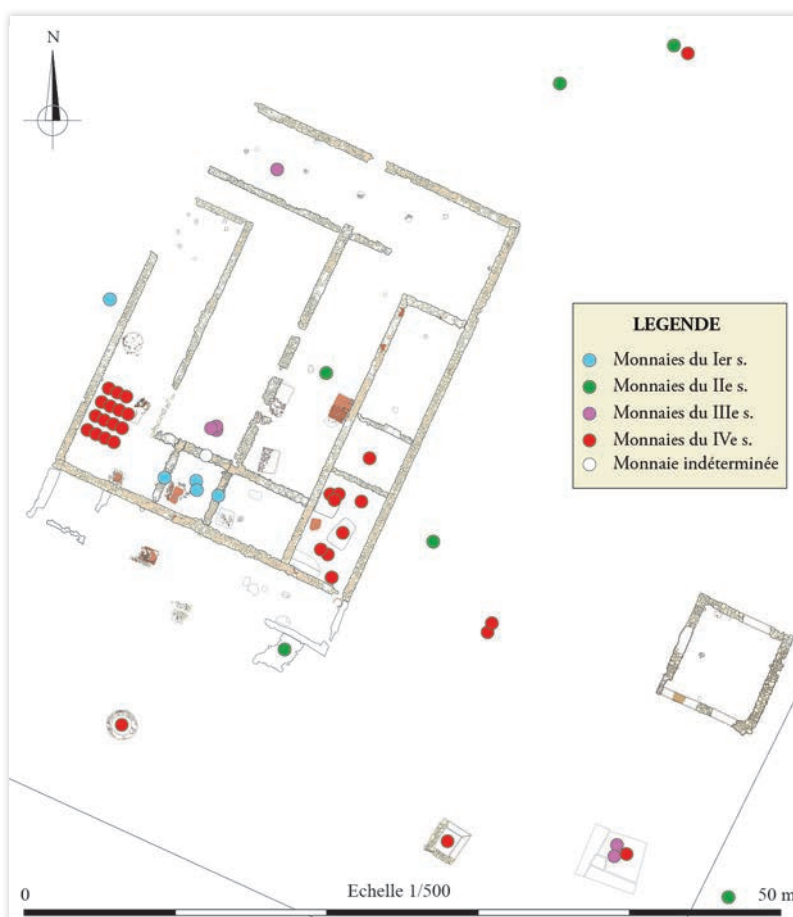 N
LEGENDE
Monnaies du Ier s.
Monnaies du IIe s.
Monnaies du IIIe s.
Monnaies du IVe s.
Monnaie indéterminée
0 Echelle 1/500 50 m